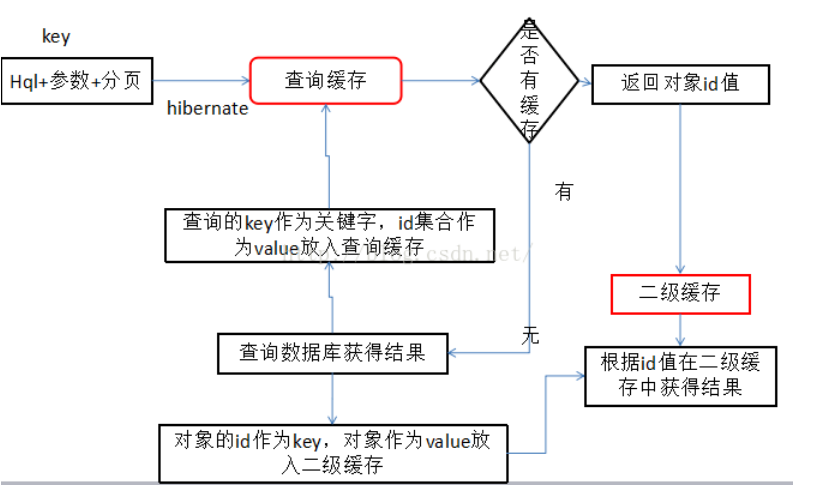 key
Hql+参数+分页
hibernate
查询缓存
是
否
有
缓
存
返回对象id值
有
查询的key作为关键字，id集合作
为value放入查询缓存
二级缓存
无
查询数据库获得结果
根据id值在二级缓
存中获得结果
对象的id作为key，对象作为value放
入二级缓存